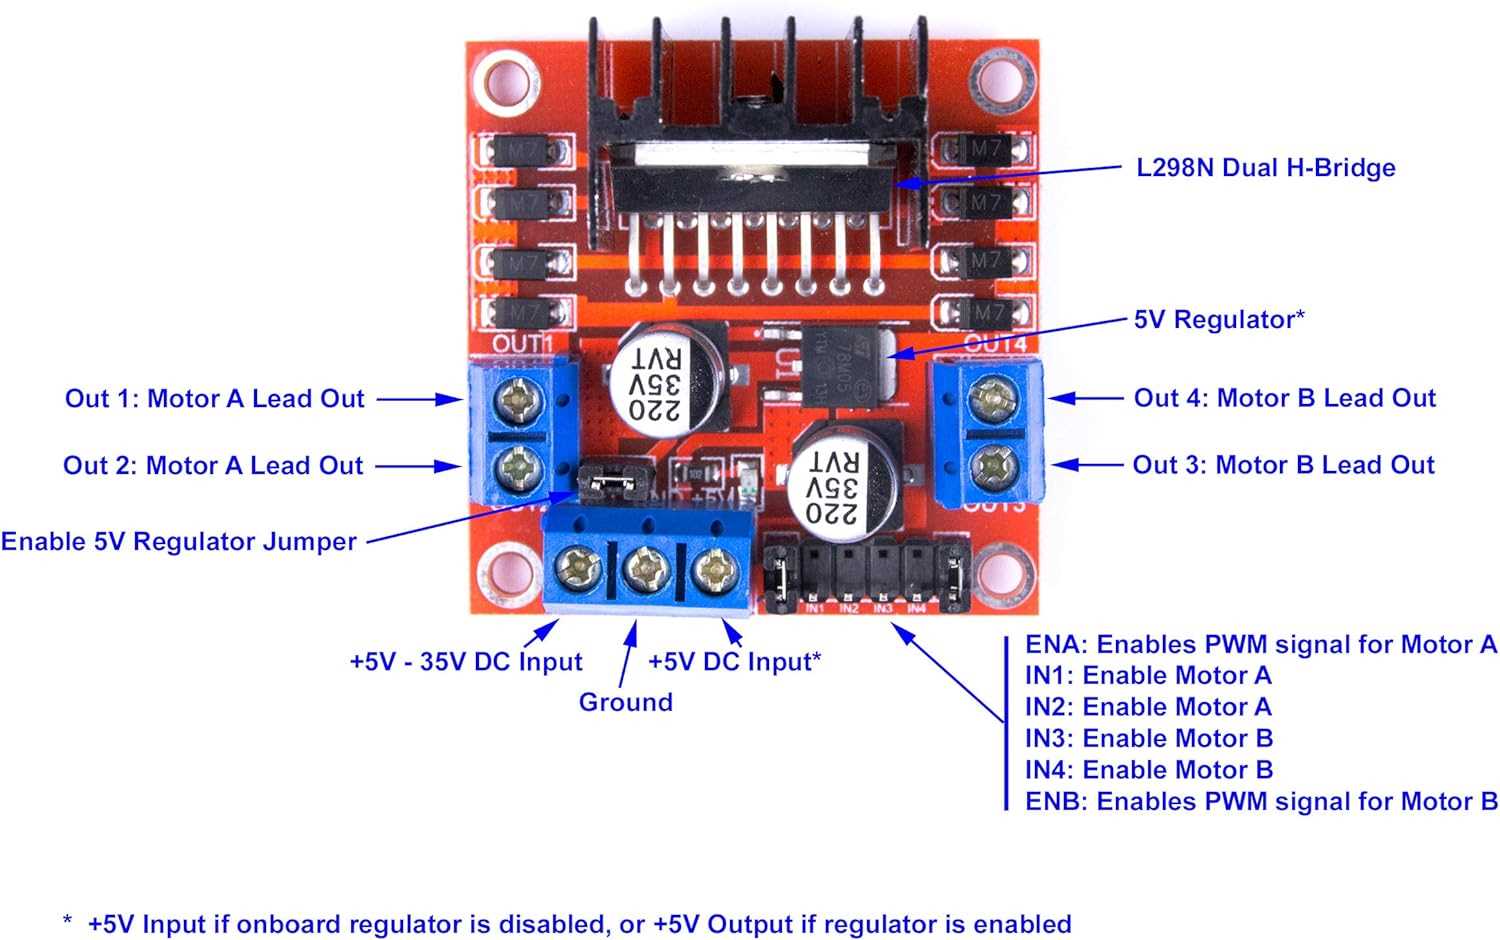 M7
M7
M7
M7
M7
M7
M7
M7
L298N Dual H-Bridge
5V Regulator*
OUT1
OUT4
220
35V
RVT
78M05
Out 1: Motor A Lead Out
Out 4: Motor B Lead Out
Out 2: Motor A Lead Out
Out 3: Motor B Lead Out
102
+5V
OUT2
OUT3
220
35V
RVT
Enable 5V Regulator Jumper
IN1 IN2 IN3 IN4
+5V - 35V DC Input
Ground
+5V DC Input*
ENA: Enables PWM signal for Motor A
IN1: Enable Motor A
IN2: Enable Motor A
IN3: Enable Motor B
IN4: Enable Motor B
ENB: Enables PWM signal for Motor B
* +5V Input if onboard regulator is disabled, or +5V Output if regulator is enabled